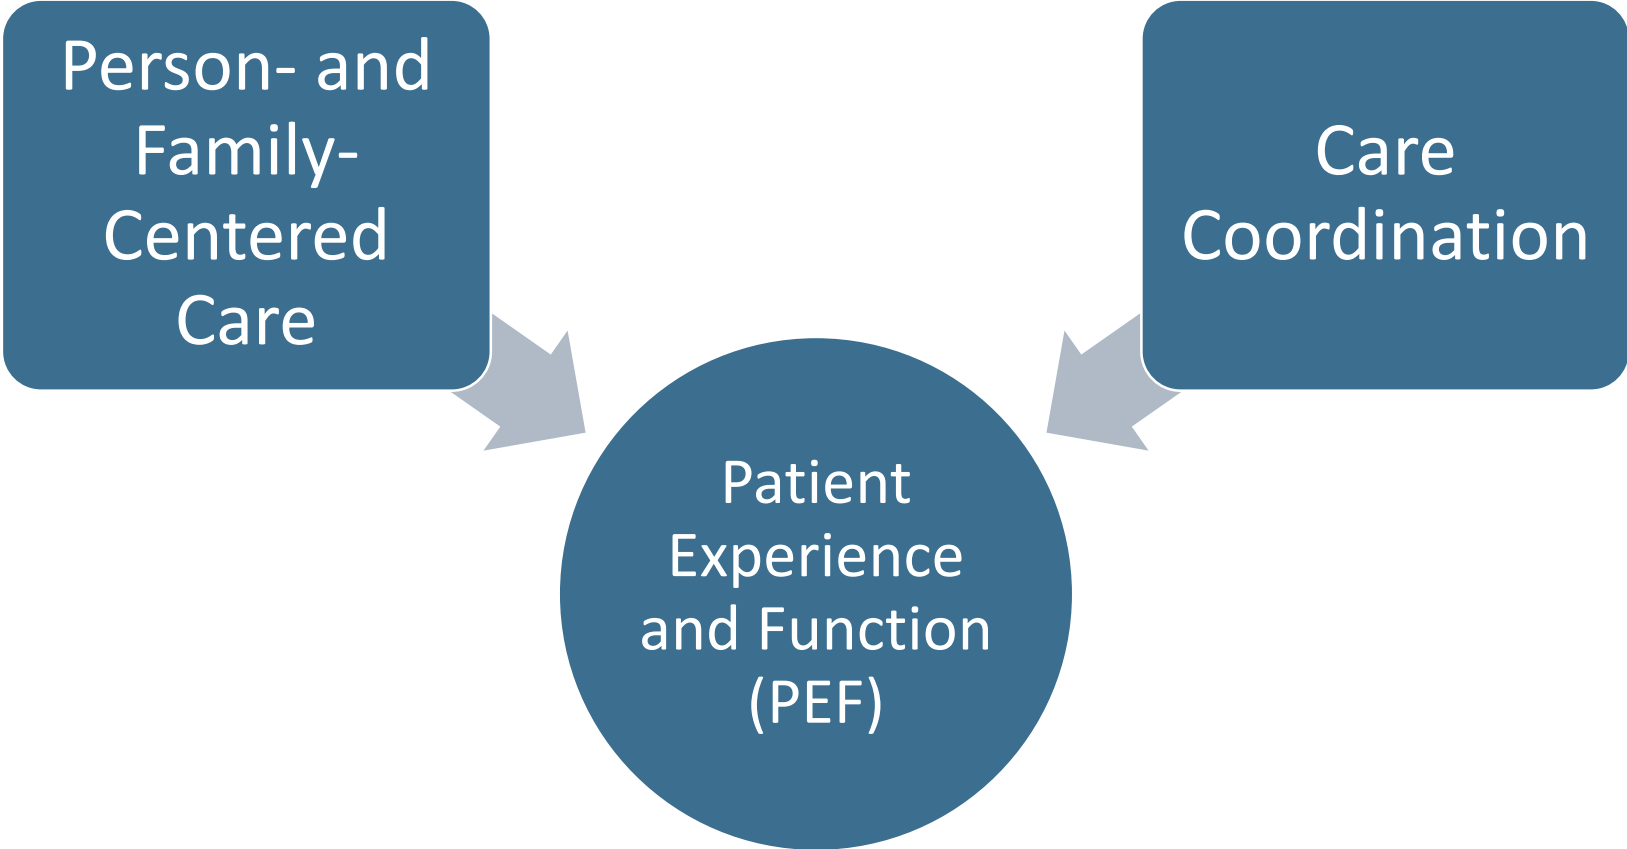 Person- and
Family-
Centered
Care
Care
Coordination
Patient
Experience
and Function
(PEF)